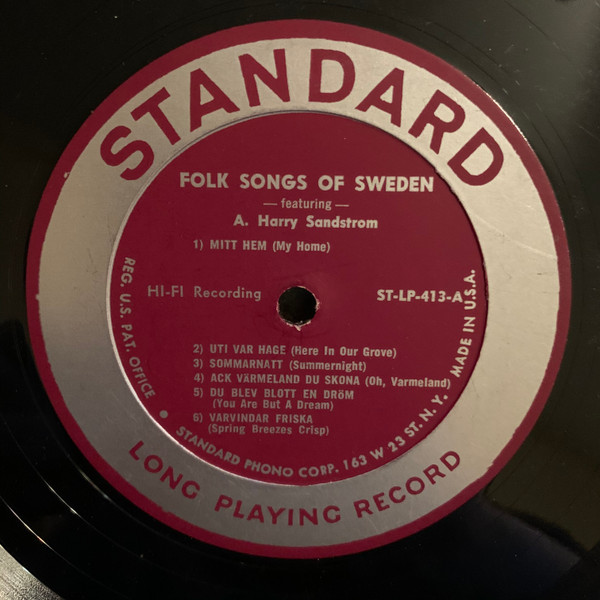 STANDARD
FOLK SONGS OF SWEDEN
— featuring —
A. Harry Sandstrom
1) MITT HEM (My Home)
HI-FI Recording
ST-LP-413-A
2) UTI VAR HAGE (Here In Our Grove)
3) SOMMARNATT (Summernight)
4) ACK VÄRMELAND DU SKONA (Oh, Varmeland)
5) DU BLEV BLOTT EN DRÖM
(You Are But A Dream)
6) VARVINDAR FRISKA
(Spring Breezes Crisp)
REG. U.S. PAT. OFFICE • STANDARD PHONO CORP. 163 W 23 ST. N. Y. MADE IN U.S.A.
LONG PLAYING RECORD